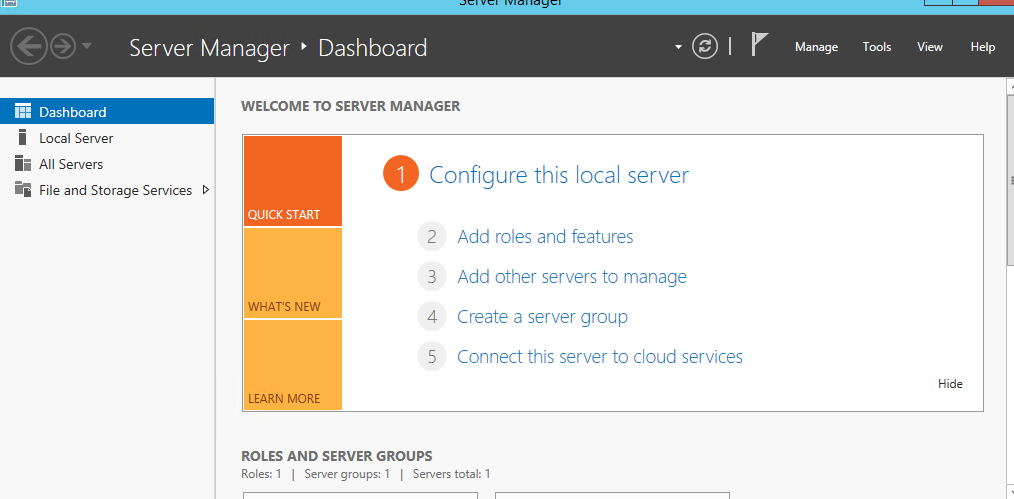 Server Manager
Server Manager ‣ Dashboard
Manage Tools View Help
Dashboard
Local Server
All Servers
File and Storage Services
WELCOME TO SERVER MANAGER
QUICK START
WHAT'S NEW
LEARN MORE
1 Configure this local server
2 Add roles and features
3 Add other servers to manage
4 Create a server group
5 Connect this server to cloud services
Hide
ROLES AND SERVER GROUPS
Roles: 1 | Server groups: 1 | Servers total: 1